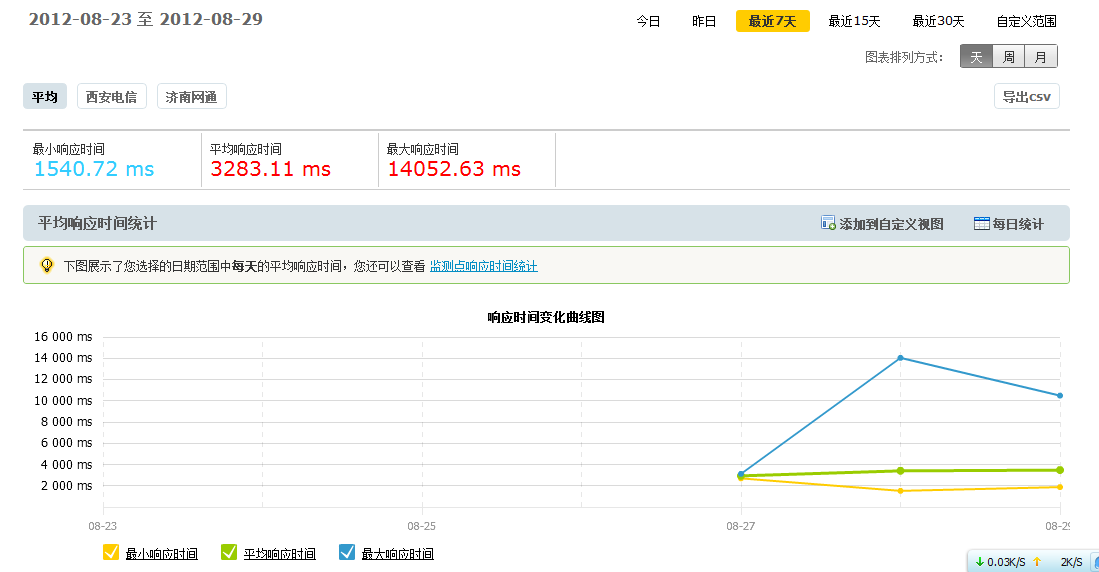 2012-08-23 至 2012-08-29
今日 昨日 最近7天 最近15天 最近30天 自定义范围
图表排列方式: 天 周 月
平均 西安电信 济南网通 导出csv
最小响应时间 平均响应时间 最大响应时间
1540.72 ms 3283.11 ms 14052.63 ms
平均响应时间统计 添加到自定义视图 每日统计
下图展示了您选择的日期范围中每天的平均响应时间，您还可以查看 监测点响应时间统计
响应时间变化曲线图
16 000 ms
14 000 ms
12 000 ms
10 000 ms
8 000 ms
6 000 ms
4 000 ms
2 000 ms
08-23 08-25 08-27 08-29
最小响应时间 平均响应时间 最大响应时间
0.03K/S 2K/S